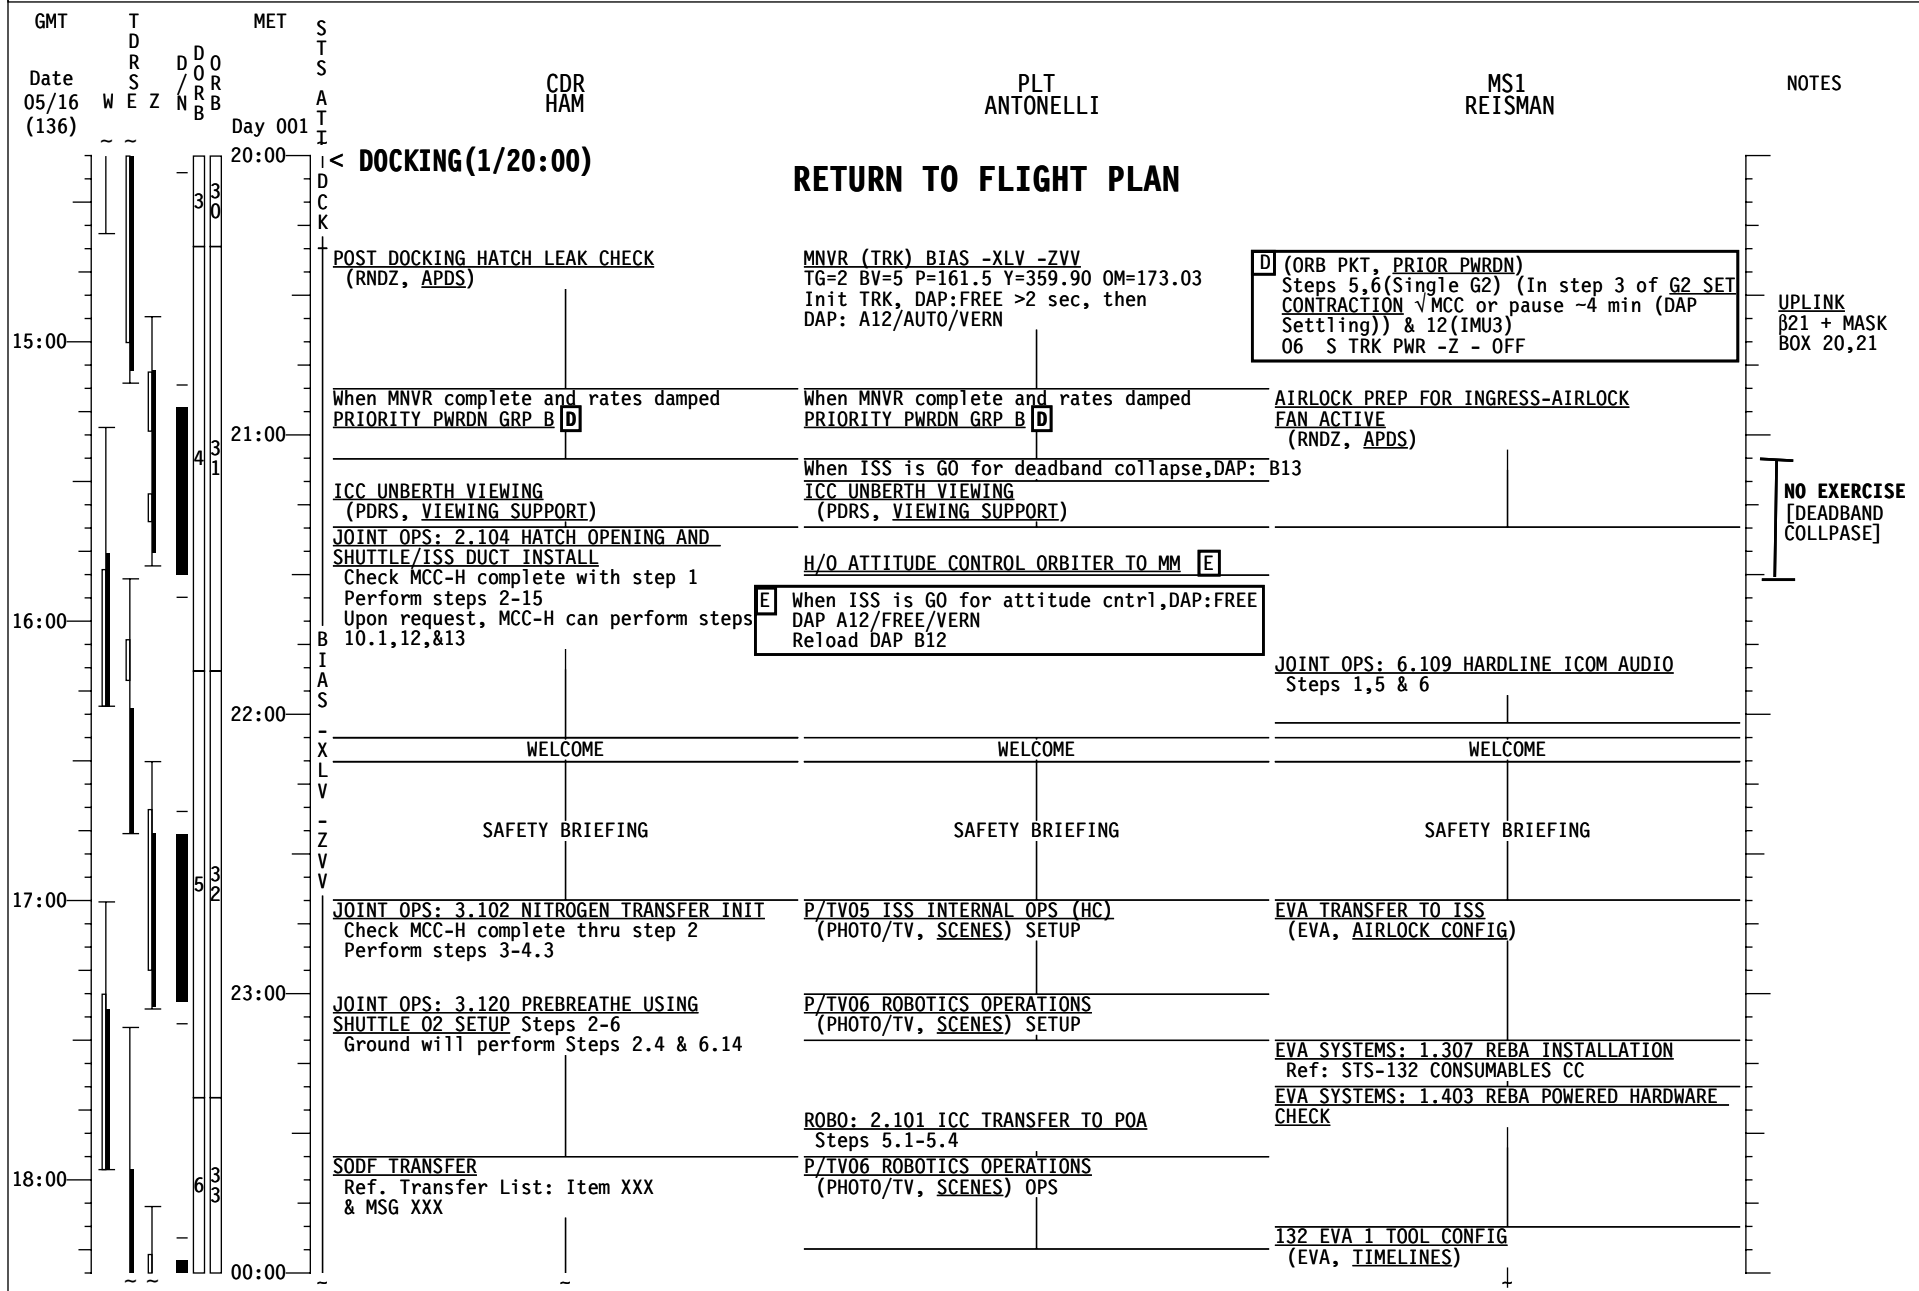 GMT
TDRS
MET
STS ATT
Date
05/16
(136)
W E Z
D/N
DORB
ORB
Day 001
CDR
HAM
PLT
ANTONELLI
MS1
REISMAN
NOTES
20:00
< DOCKING(1/20:00)
RETURN TO FLIGHT PLAN
DCK
3
30
POST DOCKING HATCH LEAK CHECK
(RNDZ, APDS)
MNVR (TRK) BIAS -XLV -ZVV
TG=2 BV=5 P=161.5 Y=359.90 OM=173.03
Init TRK, DAP:FREE >2 sec, then
DAP: A12/AUTO/VERN
D (ORB PKT, PRIOR PWRDN)
Steps 5,6(Single G2) (In step 3 of G2 SET
CONTRACTION √MCC or pause ~4 min (DAP
Settling)) & 12(IMU3)
O6 S TRK PWR -Z - OFF
UPLINK
β21 + MASK
BOX 20,21
15:00
When MNVR complete and rates damped
PRIORITY PWRDN GRP B D
When MNVR complete and rates damped
PRIORITY PWRDN GRP B D
AIRLOCK PREP FOR INGRESS-AIRLOCK
FAN ACTIVE
(RNDZ, APDS)
21:00
4
31
When ISS is GO for deadband collapse,DAP: B13
ICC UNBERTH VIEWING
(PDRS, VIEWING SUPPORT)
ICC UNBERTH VIEWING
(PDRS, VIEWING SUPPORT)
NO EXERCISE
[DEADBAND
COLLPASE]
JOINT OPS: 2.104 HATCH OPENING AND
SHUTTLE/ISS DUCT INSTALL
Check MCC-H complete with step 1
Perform steps 2-15
Upon request, MCC-H can perform steps
10.1,12,&13
H/O ATTITUDE CONTROL ORBITER TO MM E
E When ISS is GO for attitude cntrl,DAP:FREE
DAP A12/FREE/VERN
Reload DAP B12
16:00
BIAS -XLV -ZVV
JOINT OPS: 6.109 HARDLINE ICOM AUDIO
Steps 1,5 & 6
22:00
WELCOME
WELCOME
WELCOME
SAFETY BRIEFING
SAFETY BRIEFING
SAFETY BRIEFING
5
32
17:00
JOINT OPS: 3.102 NITROGEN TRANSFER INIT
Check MCC-H complete thru step 2
Perform steps 3-4.3
P/TV05 ISS INTERNAL OPS (HC)
(PHOTO/TV, SCENES) SETUP
EVA TRANSFER TO ISS
(EVA, AIRLOCK CONFIG)
23:00
JOINT OPS: 3.120 PREBREATHE USING
SHUTTLE O2 SETUP Steps 2-6
Ground will perform Steps 2.4 & 6.14
P/TV06 ROBOTICS OPERATIONS
(PHOTO/TV, SCENES) SETUP
EVA SYSTEMS: 1.307 REBA INSTALLATION
Ref: STS-132 CONSUMABLES CC
EVA SYSTEMS: 1.403 REBA POWERED HARDWARE
CHECK
ROBO: 2.101 ICC TRANSFER TO POA
Steps 5.1-5.4
18:00
6
33
SODF TRANSFER
Ref. Transfer List: Item XXX
& MSG XXX
P/TV06 ROBOTICS OPERATIONS
(PHOTO/TV, SCENES) OPS
132 EVA 1 TOOL CONFIG
(EVA, TIMELINES)
00:00